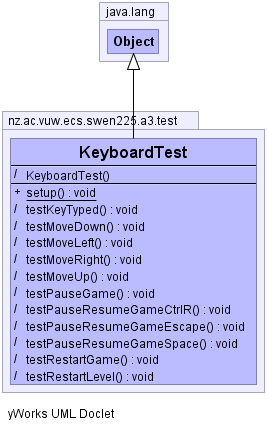 java.lang
Object
nz.ac.vuw.ecs.swen225.a3.test
KeyboardTest
/ KeyboardTest()
+ setup() : void
/ testKeyTyped() : void
/ testMoveDown() : void
/ testMoveLeft() : void
/ testMoveRight() : void
/ testMoveUp() : void
/ testPauseGame() : void
/ testPauseResumeGameCtrlR() : void
/ testPauseResumeGameEscape() : void
/ testPauseResumeGameSpace() : void
/ testRestartGame() : void
/ testRestartLevel() : void
yWorks UML Doclet